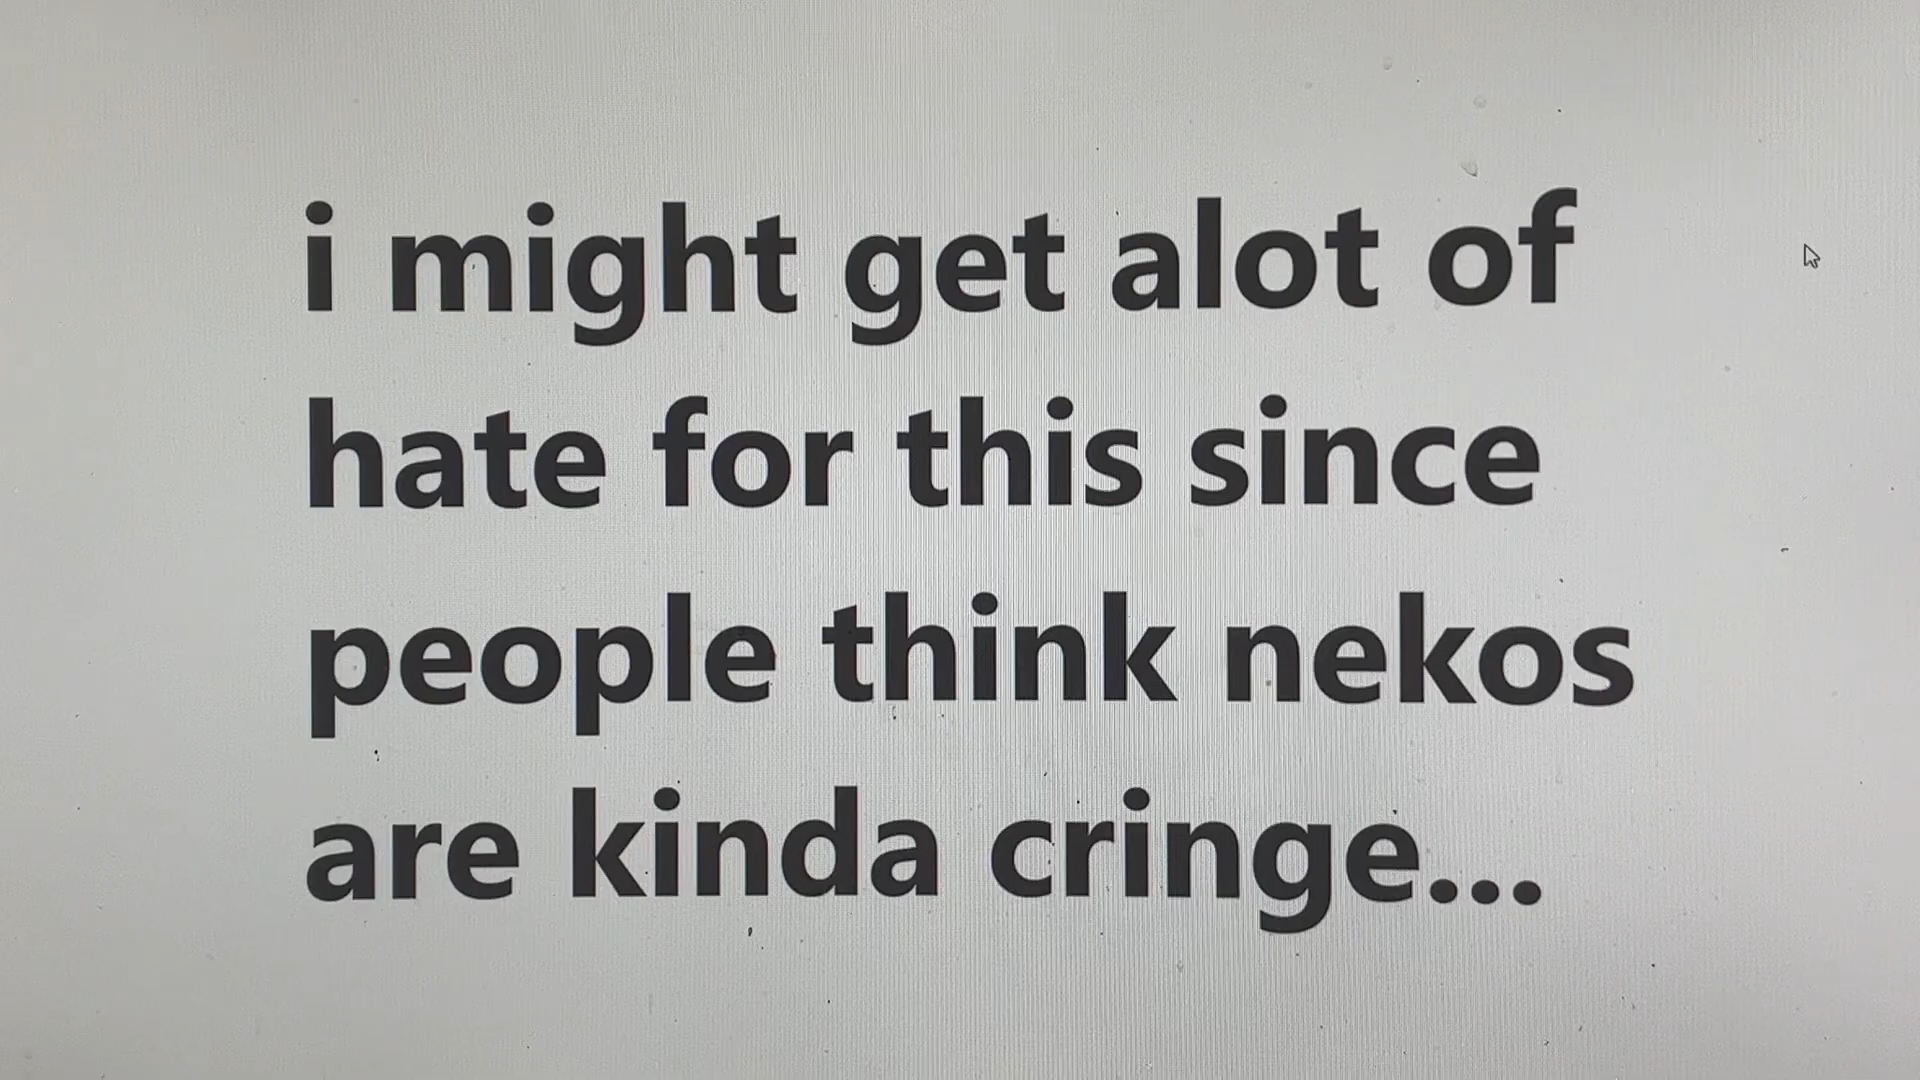 i might get alot of
hate for this since
people think nekos
are kinda cringe...